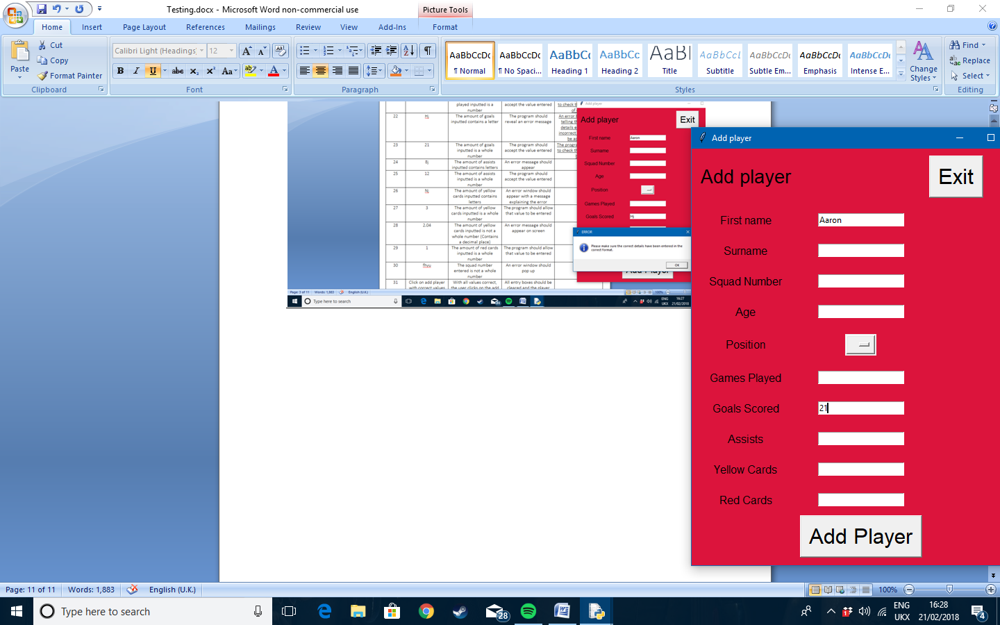 Testing.docx - Microsoft Word non-commercial use
Picture Tools
Home Insert Page Layout References Mailings Review View Add-Ins Format
Paste
Cut
Copy
Format Painter
Clipboard
Calibri Light (Headings) 12
B I U abc x₂ x² Aa
Font
Paragraph
AaBbCcDc AaBbCcDc AaBbCc AaBbCc AaBl AaBbCcL AaBbCcDc AaBbCcDc AaBbCcDc
¶ Normal ¶ No Spaci... Heading 1 Heading 2 Title Subtitle Subtle Em... Emphasis Intense E...
Styles
Change
Styles
Find
Replace
Select
Editing
played inputted is a
number
accept the value entered
to check th
of
22 Hj The amount of goals
inputted contains a letter
The program should
reveal an error message
An error
telling th
details e
incorrect
be ac
23 21 The amount of goals
inputted is a whole
number
The program should
accept the value entered
The prog
to check th
24 8j The amount of assists
inputted contains letters
An error message should
appear
25 12 The amount of assists
inputted is a whole
number
The program should
accept the value entered
26 Nj The amount of yellow
cards inputted contains
letters
An error window should
appear with a message
explaining the error
27 3 The amount of yellow
cards inputted is a whole
number
The program should allow
that value to be entered
28 2.04 The amount of yellow
cards inputted is not a
whole number (Contains
a decimal place)
An error message should
appear on screen
29 1 The amount of red cards
inputted is a whole
number
The program should allow
that value to be entered
30 fhyu The squad number
entered is not a whole
number
An error window should
pop up
31 Click on add player
with correct values
With all values correct,
the user clicks on the add
All entry boxes should be
cleared and the player
Add player
Add player
Exit
First name Aaron
Surname
Squad Number
Age
Position
Games Played
Goals Scored Hj
ERROR
Please make sure the correct details have been entered in the
correct format.
OK
Add Player
Page: 3 of 11 Words: 1,883 English (U.K.) 100%
Type here to search
ENG
UKX
16:27
21/02/2018
Add player
Add player
Exit
First name Aaron
Surname
Squad Number
Age
Position
Games Played
Goals Scored 21
Assists
Yellow Cards
Red Cards
Add Player
Page: 11 of 11 Words: 1,883 English (U.K.) 100%
Type here to search
28
ENG
UKX
16:28
21/02/2018
4